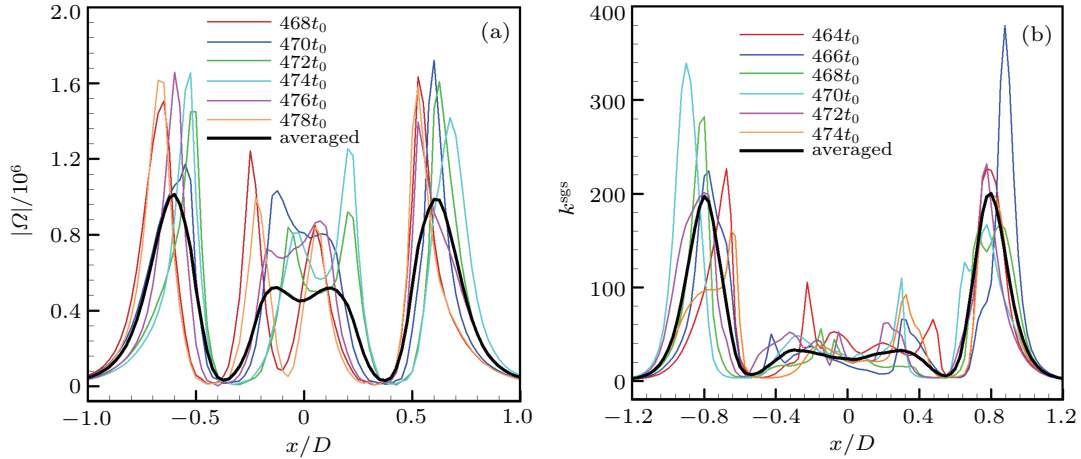 (a)
|Ω|/10⁶
2.0
1.6
1.2
0.8
0.4
0
468t₀
470t₀
472t₀
474t₀
476t₀
478t₀
averaged
−1.0 −0.5 0 0.5 1.0
x/D
(b)
kˢᵍˢ
400
300
200
100
0
464t₀
466t₀
468t₀
470t₀
472t₀
474t₀
averaged
−1.2 −0.8 −0.4 0 0.4 0.8 1.2
x/D